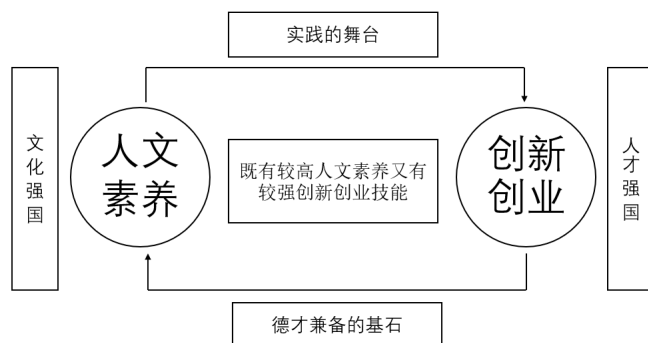 实践的舞台
文化强国
人文
素养
既有较高人文素养又有
较强创新创业技能
创新
创业
人才强国
德才兼备的基石